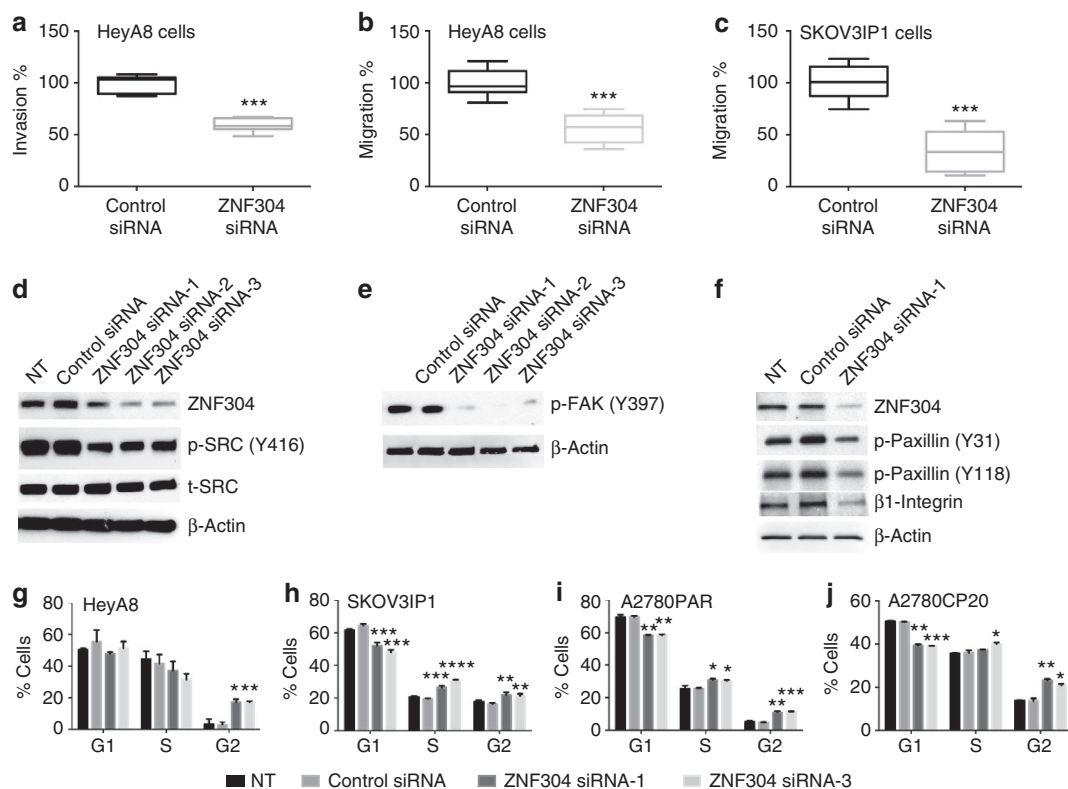 a
HeyA8 cells
Invasion %
150
100
50
0
***
Control
siRNA
ZNF304
siRNA
b
HeyA8 cells
Migration %
150
100
50
0
***
Control
siRNA
ZNF304
siRNA
c
SKOV3IP1 cells
Migration %
150
100
50
0
***
Control
siRNA
ZNF304
siRNA
d
NT
Control siRNA
ZNF304 siRNA-1
ZNF304 siRNA-2
ZNF304 siRNA-3
ZNF304
p-SRC (Y416)
t-SRC
β-Actin
e
Control siRNA
ZNF304 siRNA-1
ZNF304 siRNA-2
ZNF304 siRNA-3
p-FAK (Y397)
β-Actin
f
NT
Control siRNA
ZNF304 siRNA-1
ZNF304
p-Paxillin (Y31)
p-Paxillin (Y118)
β1-Integrin
β-Actin
g
HeyA8
% Cells
80
60
40
20
0
***
G1 S G2
h
SKOV3IP1
% Cells
80
60
40
20
0
***
***
***
****
**
**
G1 S G2
i
A2780PAR
% Cells
80
60
40
20
0
**
**
*
*
**
***
G1 S G2
j
A2780CP20
% Cells
60
40
20
0
**
***
*
**
*
G1 S G2
NT Control siRNA ZNF304 siRNA-1 ZNF304 siRNA-3